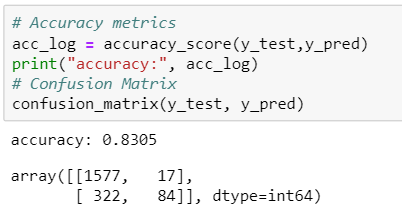 # Accuracy metrics
acc_log = accuracy_score(y_test,y_pred)
print("accuracy:", acc_log)
# Confusion Matrix
confusion_matrix(y_test, y_pred)
accuracy: 0.8305
array([[1577,   17],
       [ 322,   84]], dtype=int64)